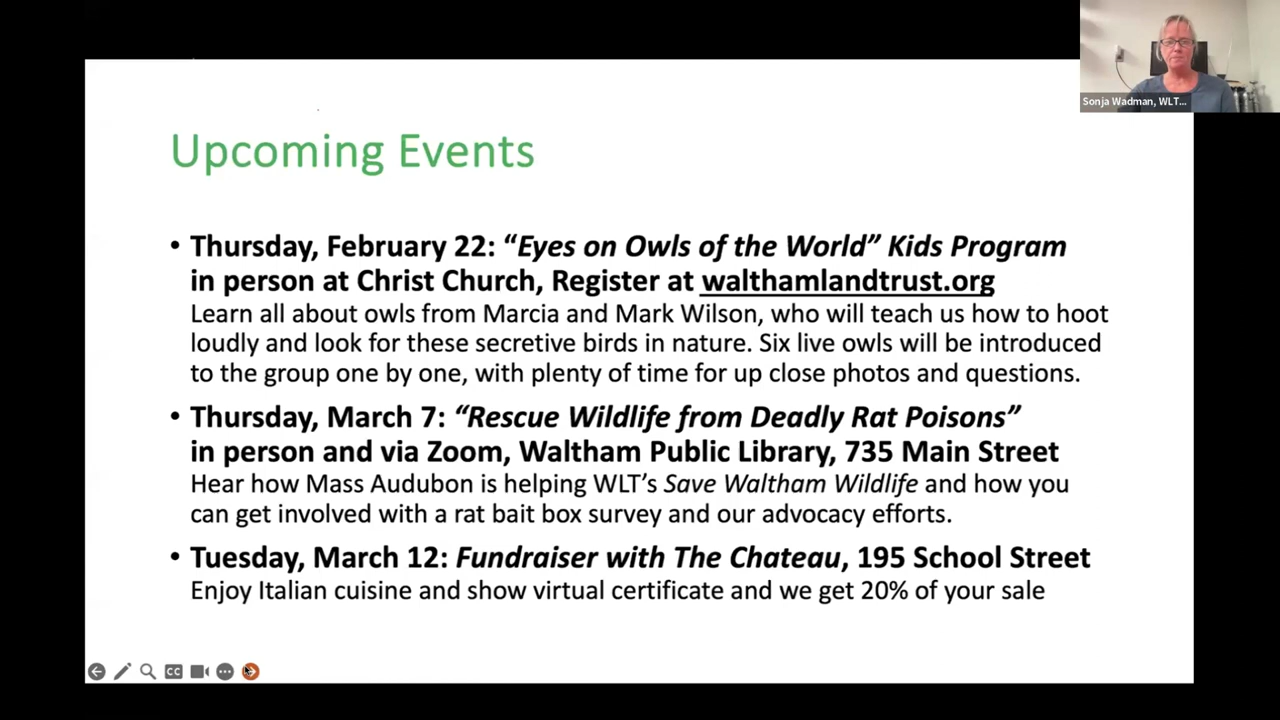 Sonja Wadman, WLT...
Upcoming Events
• Thursday, February 22: “Eyes on Owls of the World” Kids Program
in person at Christ Church, Register at walthamlandtrust.org
Learn all about owls from Marcia and Mark Wilson, who will teach us how to hoot
loudly and look for these secretive birds in nature. Six live owls will be introduced
to the group one by one, with plenty of time for up close photos and questions.
• Thursday, March 7: “Rescue Wildlife from Deadly Rat Poisons”
in person and via Zoom, Waltham Public Library, 735 Main Street
Hear how Mass Audubon is helping WLT’s Save Waltham Wildlife and how you
can get involved with a rat bait box survey and our advocacy efforts.
• Tuesday, March 12: Fundraiser with The Chateau, 195 School Street
Enjoy Italian cuisine and show virtual certificate and we get 20% of your sale
CC